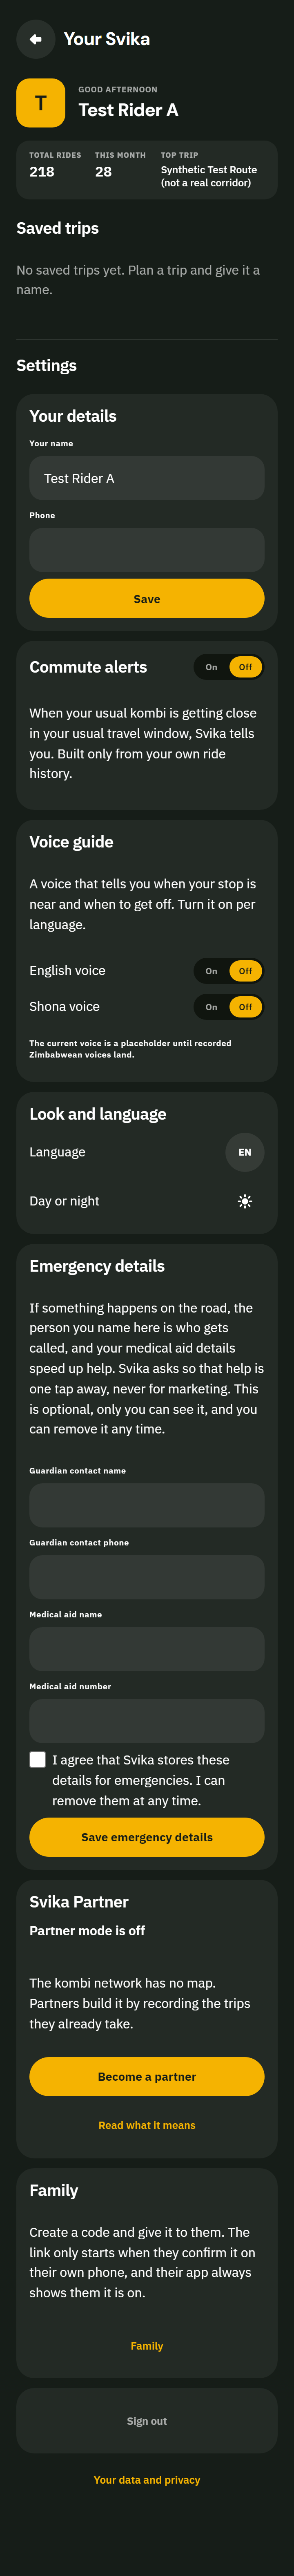 Your Svika
T
GOOD AFTERNOON
Test Rider A
TOTAL RIDES
218
THIS MONTH
28
TOP TRIP
Synthetic Test Route
(not a real corridor)
Saved trips
No saved trips yet. Plan a trip and give it a
name.
Settings
Your details
Your name
Test Rider A
Phone
Save
Commute alerts
On Off
When your usual kombi is getting close
in your usual travel window, Svika tells
you. Built only from your own ride
history.
Voice guide
A voice that tells you when your stop is
near and when to get off. Turn it on per
language.
English voice On Off
Shona voice On Off
The current voice is a placeholder until recorded
Zimbabwean voices land.
Look and language
Language EN
Day or night
Emergency details
If something happens on the road, the
person you name here is who gets
called, and your medical aid details
speed up help. Svika asks so that help is
one tap away, never for marketing. This
is optional, only you can see it, and you
can remove it any time.
Guardian contact name
Guardian contact phone
Medical aid name
Medical aid number
I agree that Svika stores these
details for emergencies. I can
remove them at any time.
Save emergency details
Svika Partner
Partner mode is off
The kombi network has no map.
Partners build it by recording the trips
they already take.
Become a partner
Read what it means
Family
Create a code and give it to them. The
link only starts when they confirm it on
their own phone, and their app always
shows them it is on.
Family
Sign out
Your data and privacy